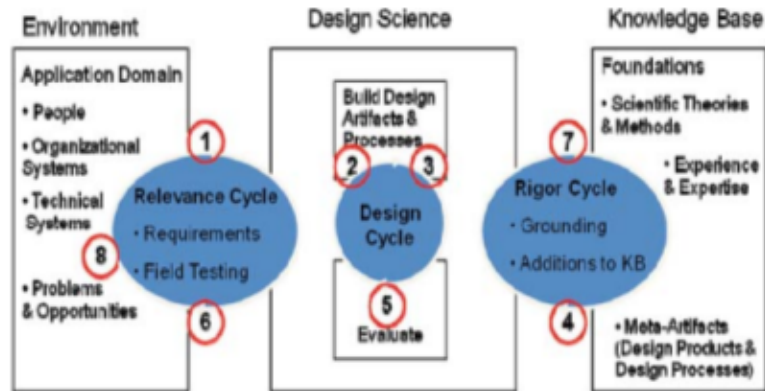 Environment
Design Science
Knowledge Base
Application Domain
• People
• Organizational
Systems
• Technical
Systems
• Problems
& Opportunities
1
Relevance Cycle
• Requirements
• Field Testing
8
6
Build Design
Artifacts &
Processes
2
3
Design
Cycle
5
Evaluate
7
Rigor Cycle
• Grounding
• Additions to KB
4
Foundations
• Scientific Theories
& Methods
• Experience
& Expertise
• Meta-Artifacts
(Design Products &
Design Processes)